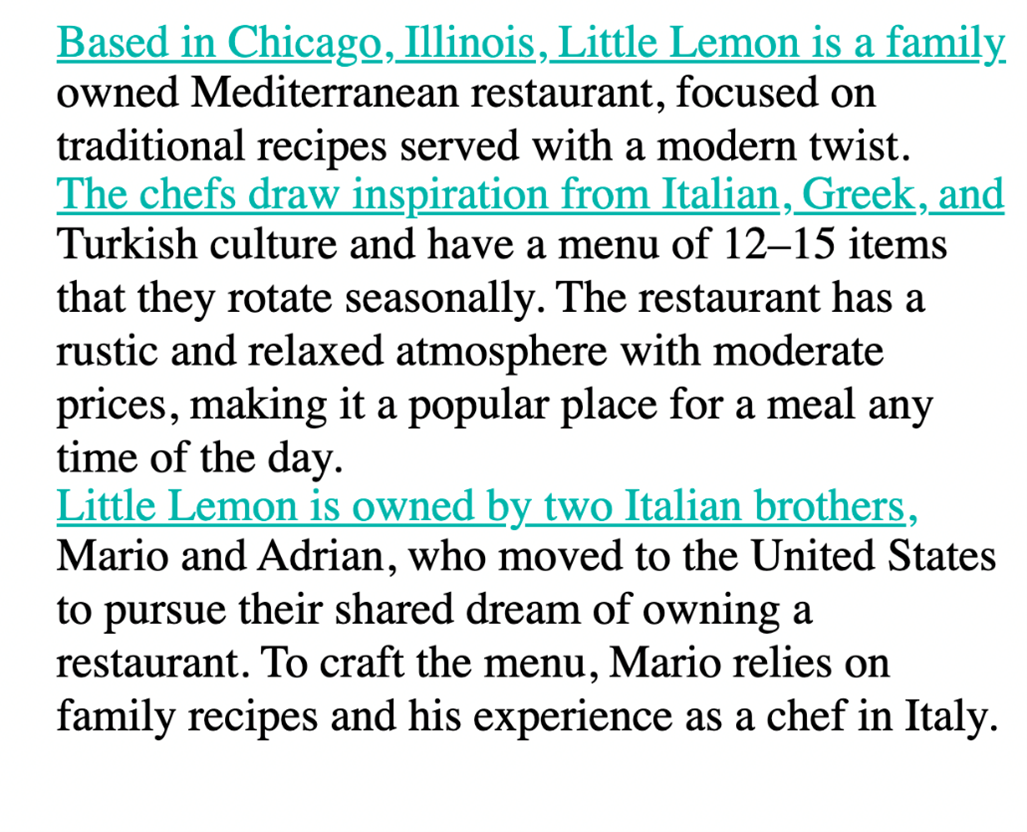 Based in Chicago, Illinois, Little Lemon is a family
owned Mediterranean restaurant, focused on
traditional recipes served with a modern twist.
The chefs draw inspiration from Italian, Greek, and
Turkish culture and have a menu of 12–15 items
that they rotate seasonally. The restaurant has a
rustic and relaxed atmosphere with moderate
prices, making it a popular place for a meal any
time of the day.
Little Lemon is owned by two Italian brothers,
Mario and Adrian, who moved to the United States
to pursue their shared dream of owning a
restaurant. To craft the menu, Mario relies on
family recipes and his experience as a chef in Italy.